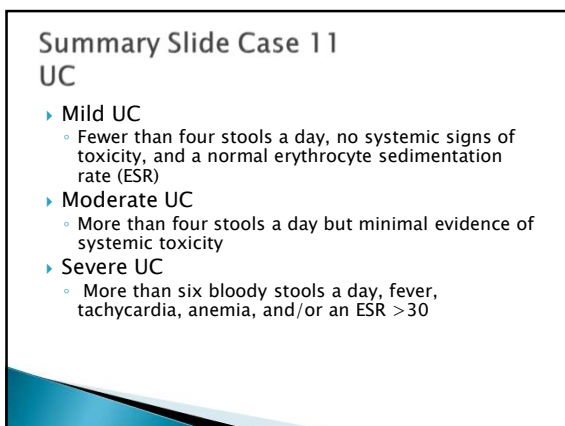 Summary Slide Case 11
UC
Mild UC
Fewer than four stools a day, no systemic signs of
toxicity, and a normal erythrocyte sedimentation
rate (ESR)
Moderate UC
More than four stools a day but minimal evidence of
systemic toxicity
Severe UC
More than six bloody stools a day, fever,
tachycardia, anemia, and/or an ESR >30